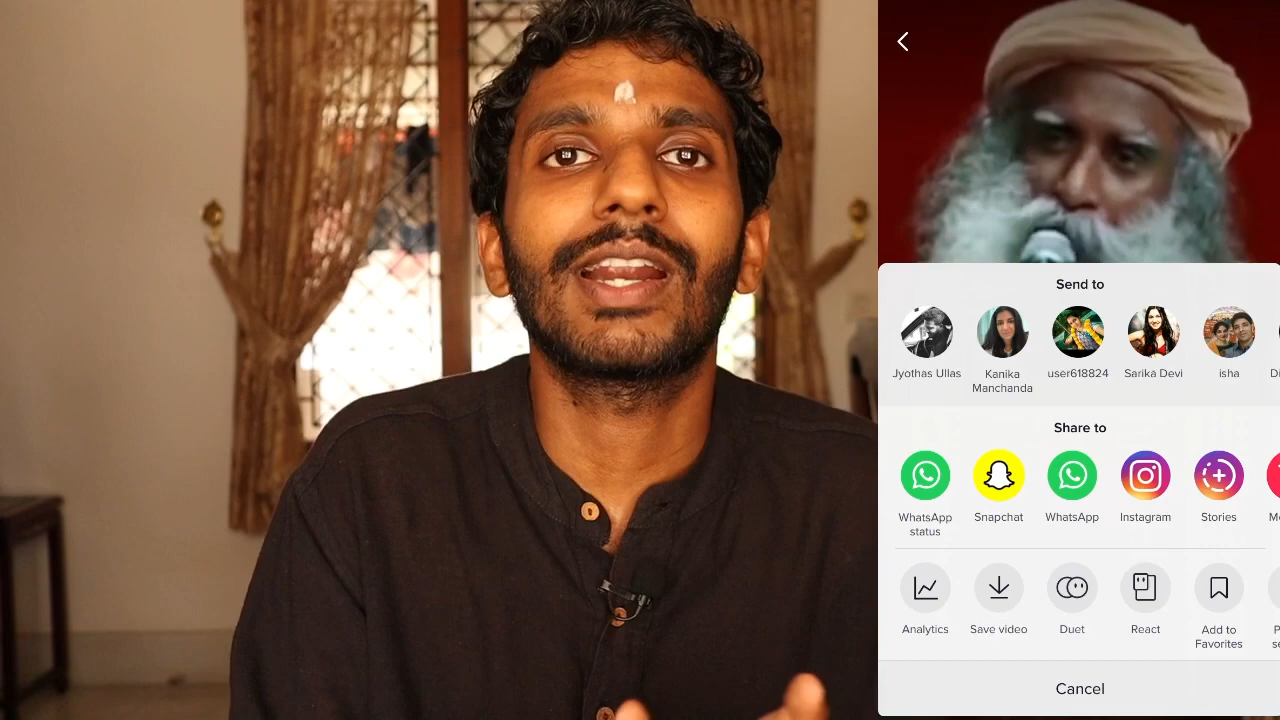 Send to
Jyothas Ullas
Kanika
Manchanda
user618824
Sarika Devi
isha
Share to
WhatsApp
status
Snapchat
WhatsApp
Instagram
Stories
Analytics
Save video
Duet
React
Add to
Favorites
Cancel